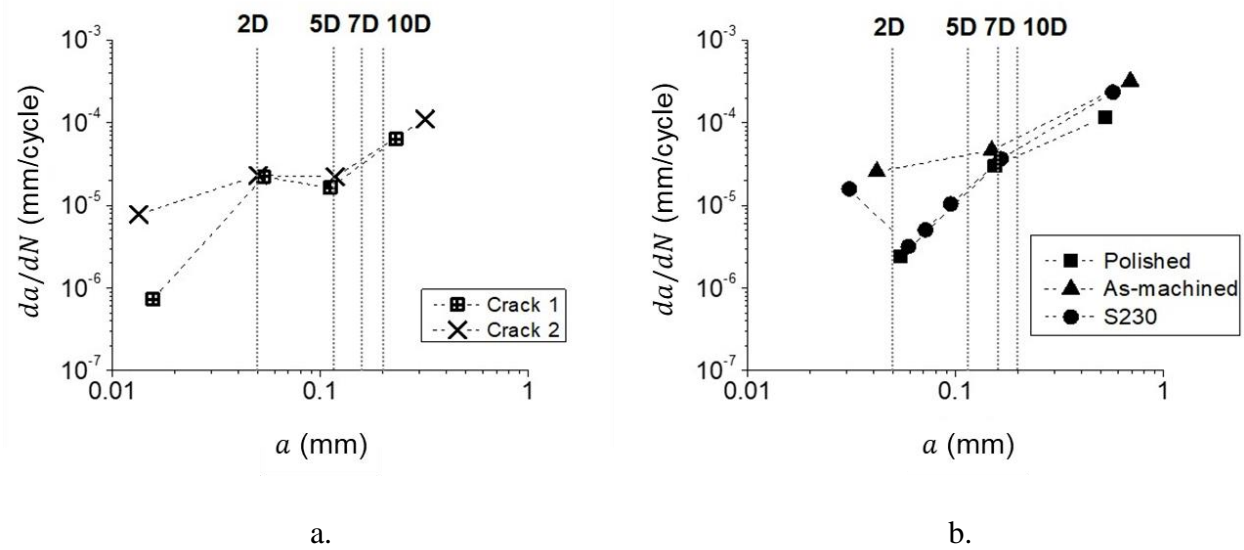 2D 5D 7D 10D
10-3
10-4
10-5
10-6
10-7
da/dN (mm/cycle)
0.01 0.1 1
a (mm)
Crack 1
Crack 2
a.
2D 5D 7D 10D
10-3
10-4
10-5
10-6
10-7
da/dN (mm/cycle)
0.01 0.1 1
a (mm)
Polished
As-machined
S230
b.